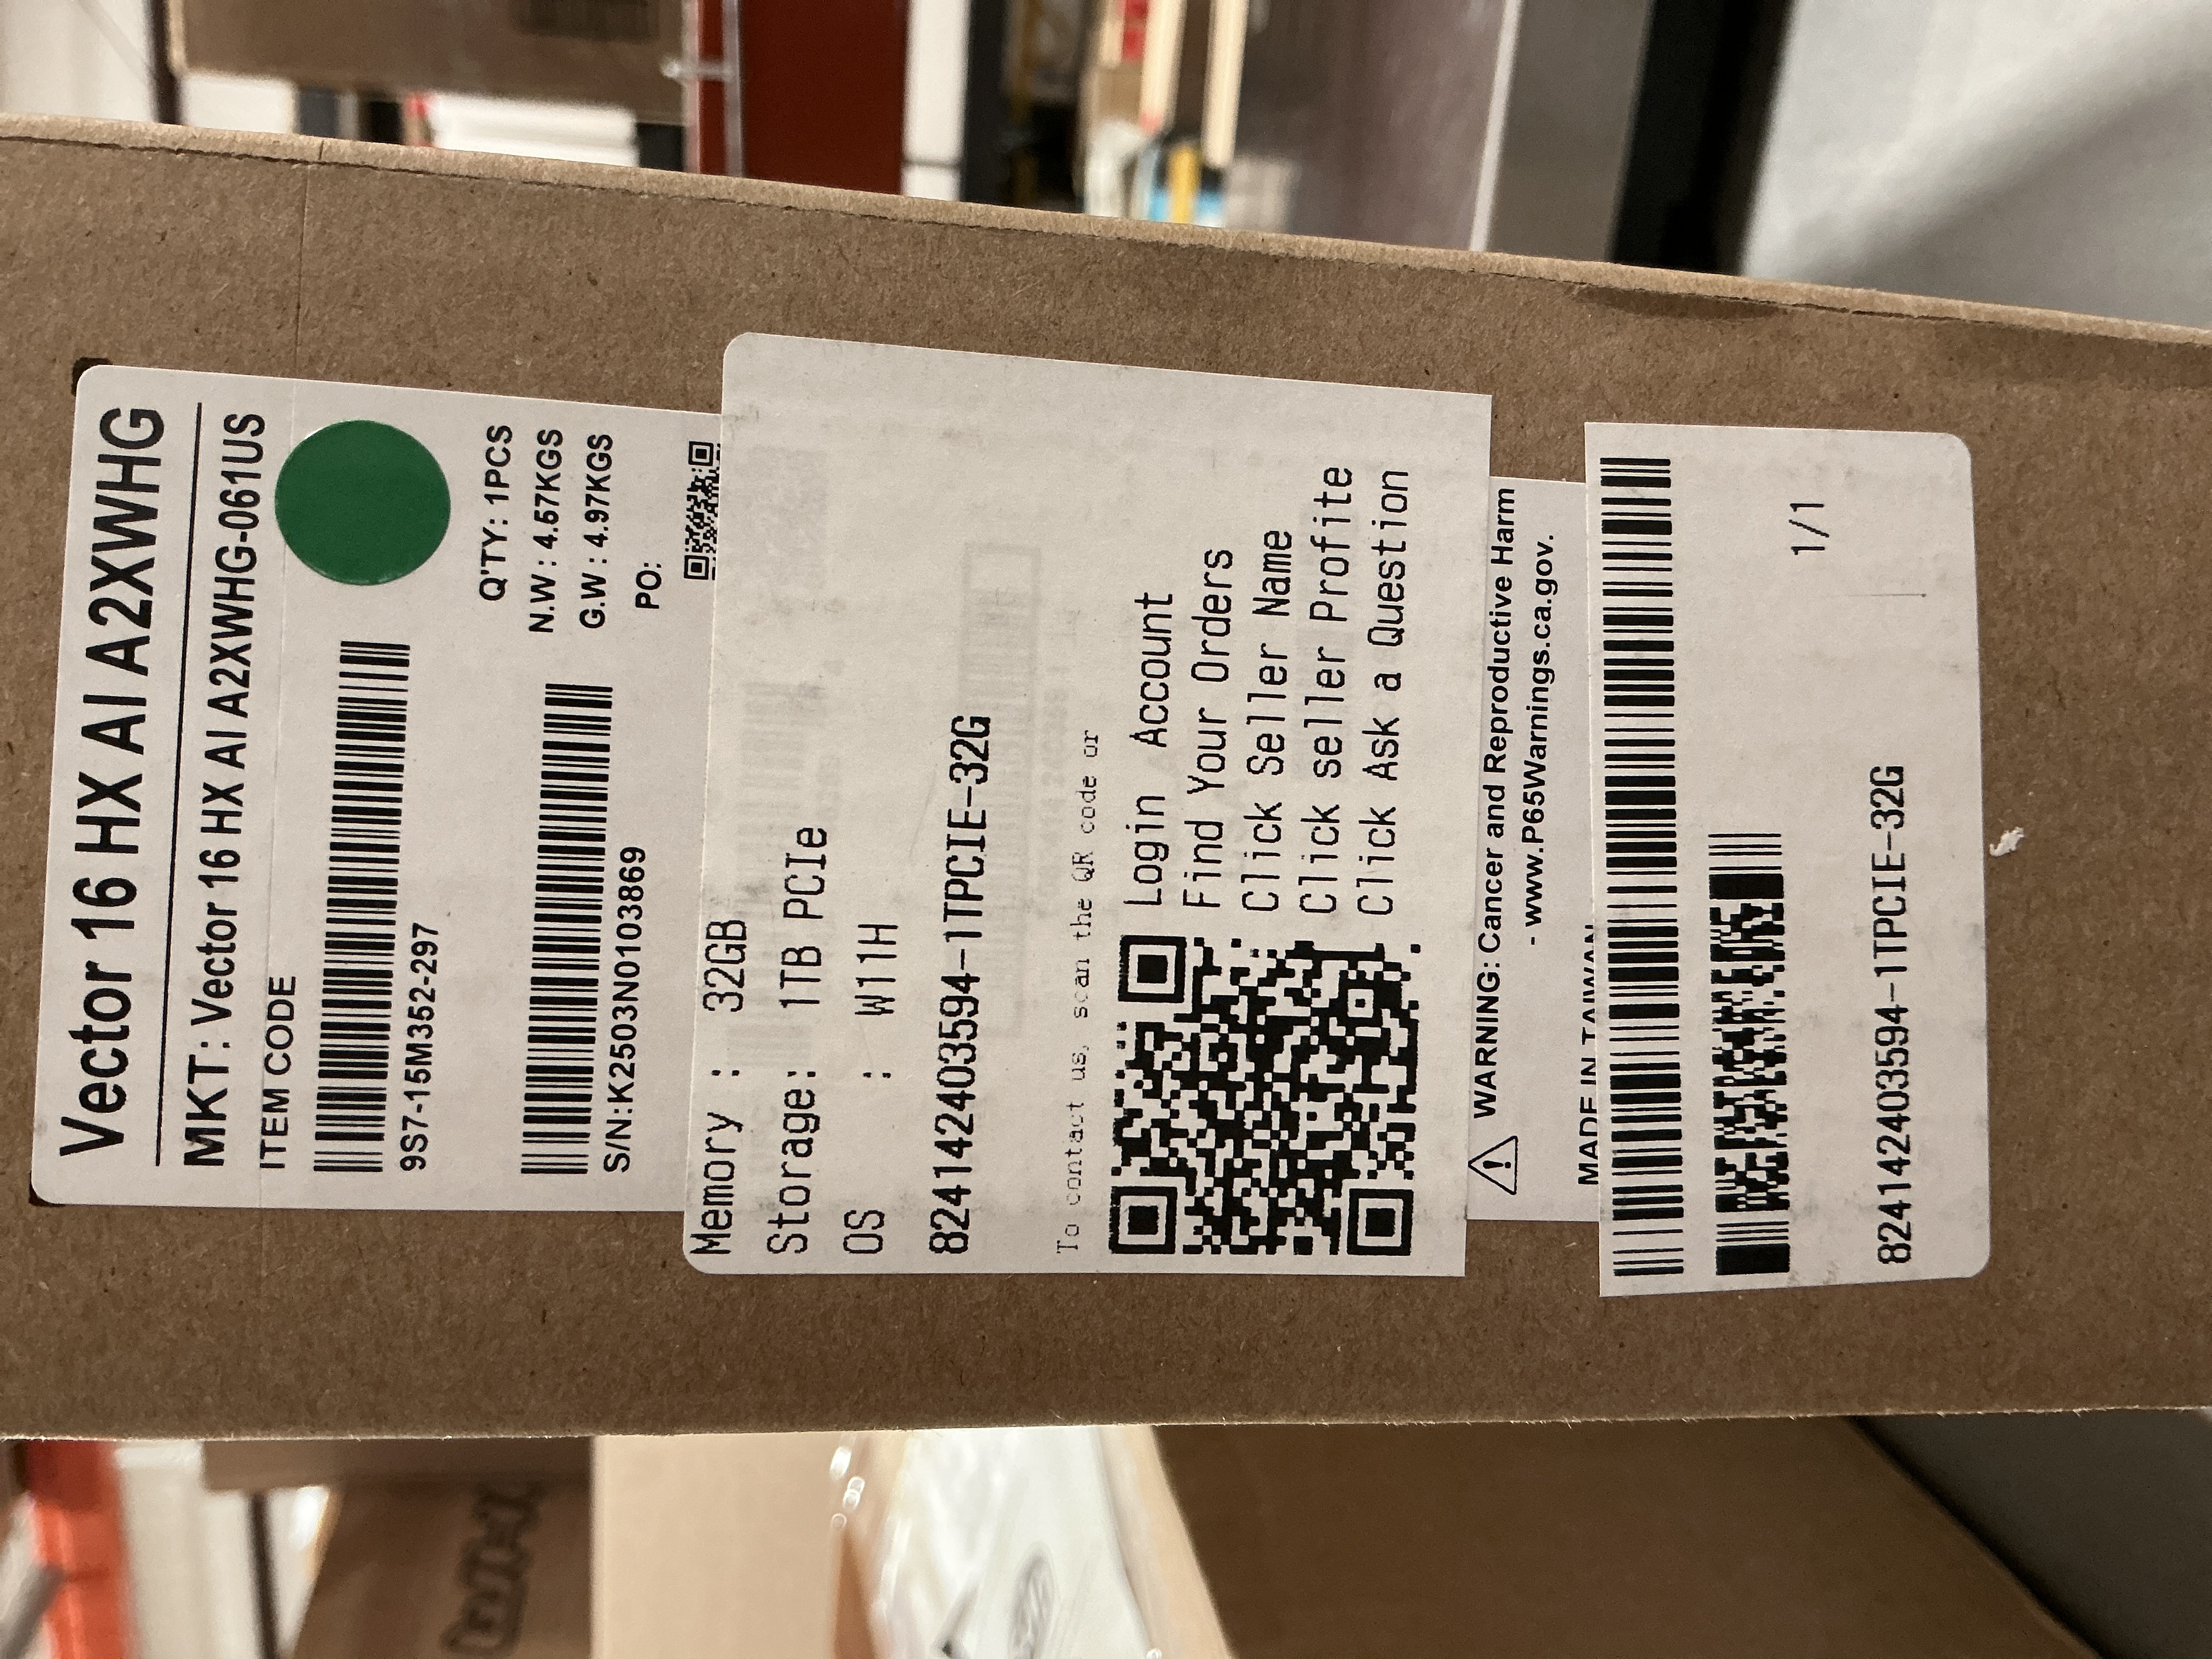 Vector 16 HX AI A2XWHG
MKT: Vector 16 HX AI A2XWHG-061US
ITEM CODE
9S7-15M352-297
Q'TY: 1PCS
N.W : 4.57KGS
G.W : 4.97KGS
PO:
S/N:K2503N0103869
Memory : 32GB
Storage: 1TB PCIe
OS : W11H
824142403594-1TPCIE-32G
To contact us, scan the QR code or
Login Account
Find Your Orders
Click Seller Name
Click seller Profite
Click Ask a Question
WARNING: Cancer and Reproductive Harm
- www.P65Warnings.ca.gov.
MADE IN TAIWAN
1/1
824142403594-1TPCIE-32G